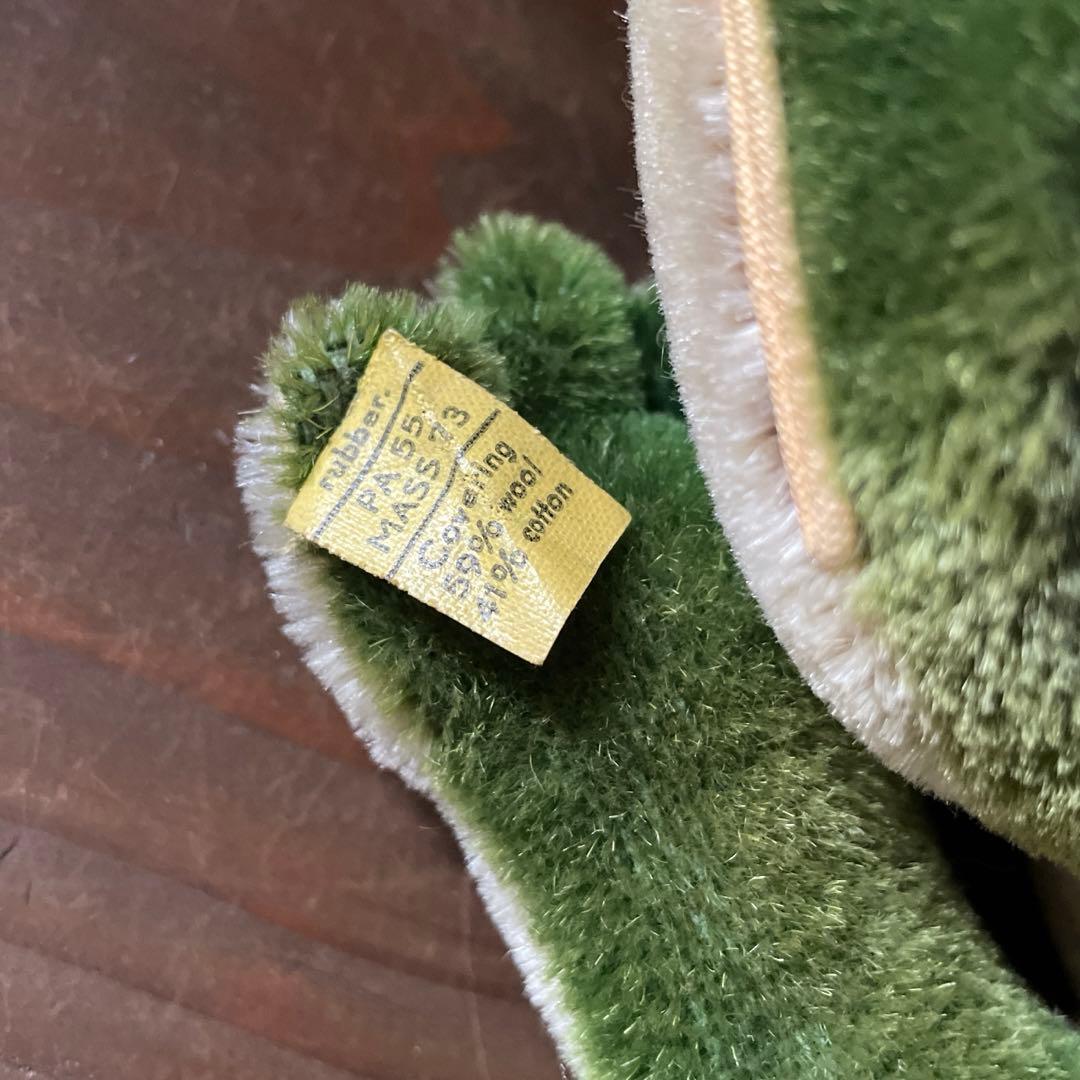 rubber.
PA 55
MASS 73
Covering
59% wool
41% cotton